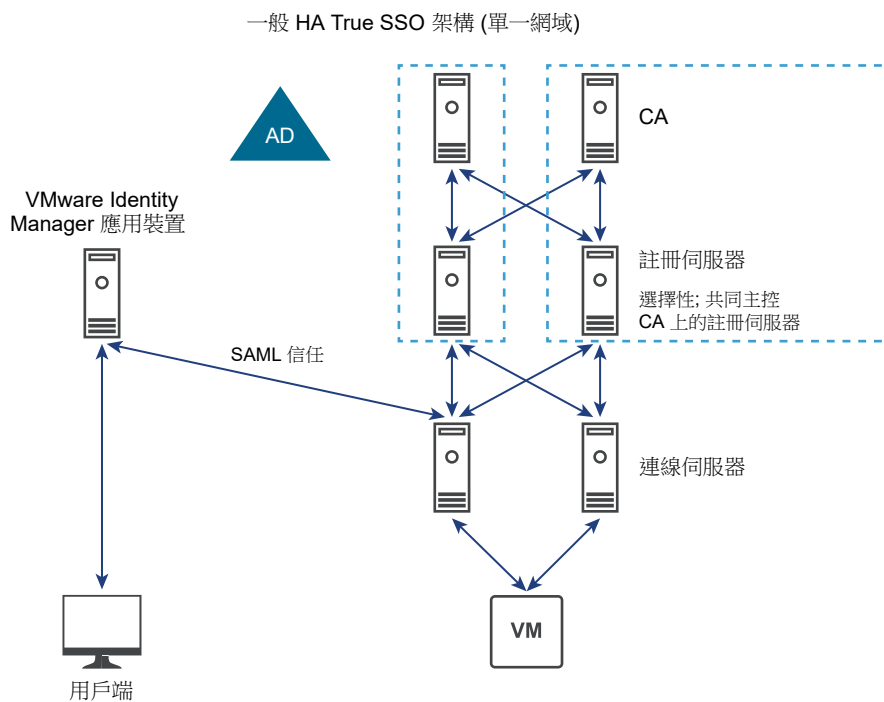 一般 HA True SSO 架構 (單一網域)
AD
CA
VMware Identity
Manager 應用裝置
註冊伺服器
選擇性; 共同主控
CA 上的註冊伺服器
SAML 信任
連線伺服器
VM
用戶端